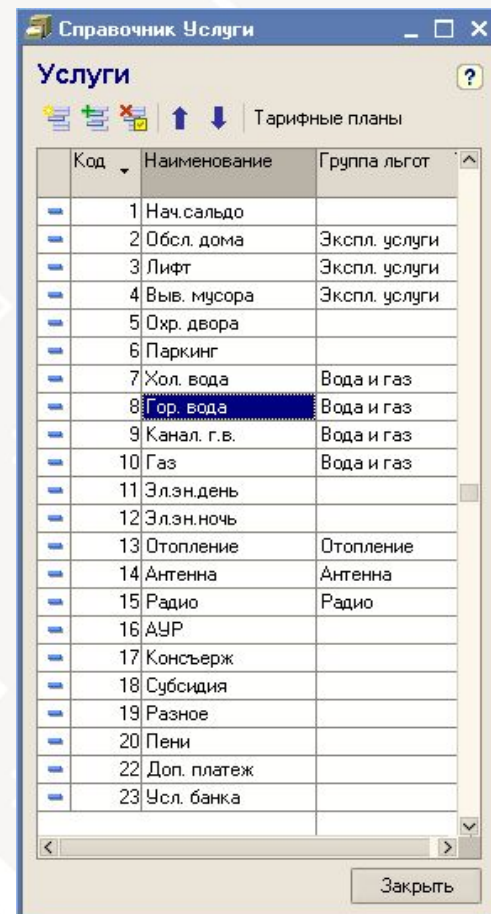 Справочник Услуги
Услуги
?
Тарифные планы
Код Наименование Группа льгот
1 Нач.сальдо
2 Обсл. дома Экспл. услуги
3 Лифт Экспл. услуги
4 Выв. мусора Экспл. услуги
5 Охр. двора
6 Паркинг
7 Хол. вода Вода и газ
8 Гор. вода Вода и газ
9 Канал. г.в. Вода и газ
10 Газ Вода и газ
11 Эл.эн.день
12 Эл.эн.ночь
13 Отопление Отопление
14 Антенна Антенна
15 Радио Радио
16 АУР
17 Консъерж
18 Субсидия
19 Разное
20 Пени
22 Доп. платеж
23 Усл. банка
Закрыть